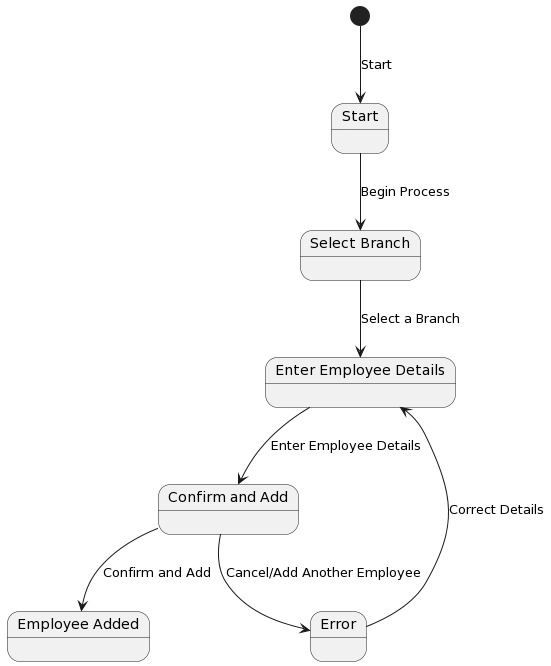 Start
Start
Begin Process
Select Branch
Select a Branch
Enter Employee Details
Enter Employee Details
Correct Details
Confirm and Add
Confirm and Add
Cancel/Add Another Employee
Employee Added
Error